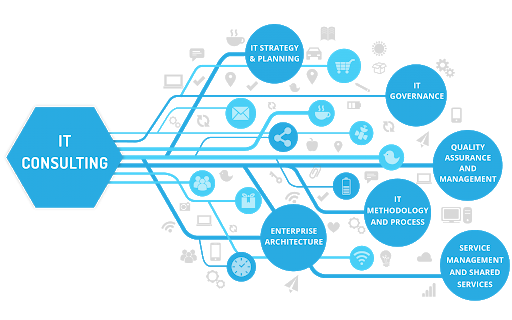 IT
CONSULTING
IT STRATEGY
& PLANNING
IT
GOVERNANCE
QUALITY
ASSURANCE
AND
MANAGEMENT
IT
METHODOLOGY
AND PROCESS
ENTERPRISE
ARCHITECTURE
SERVICE
MANAGEMENT
AND SHARED
SERVICES